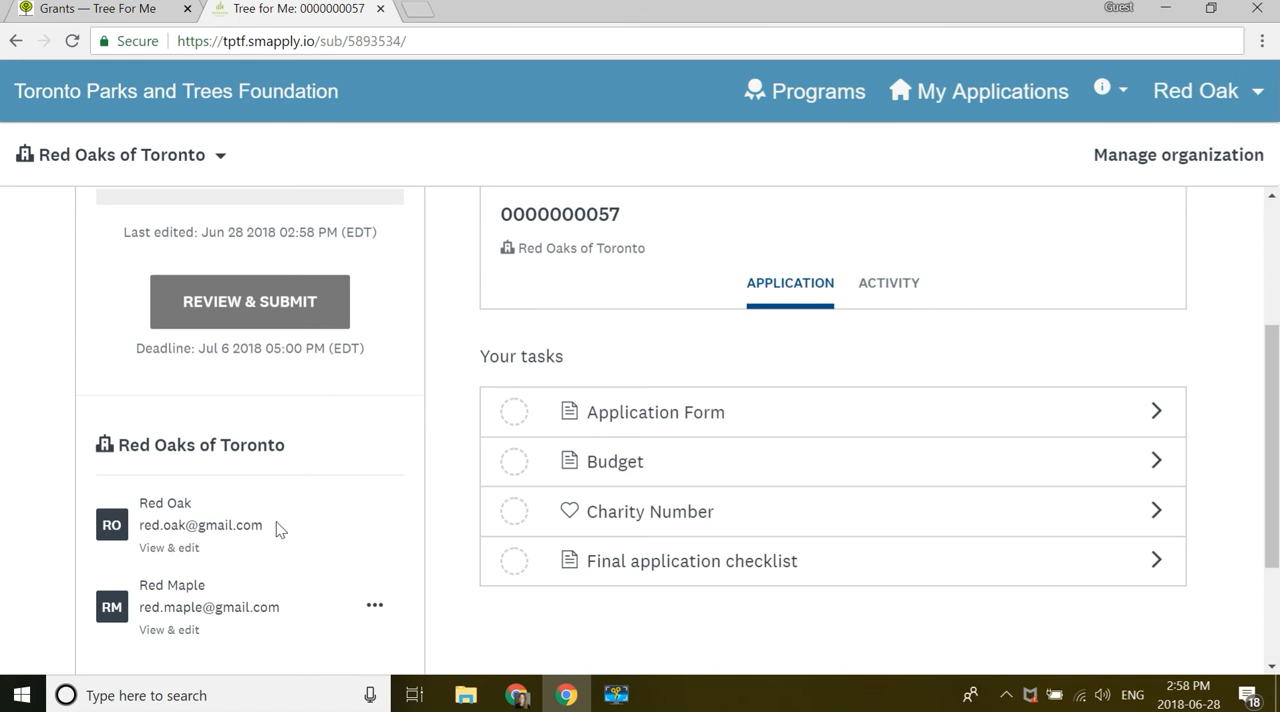 Grants — Tree For Me
Tree for Me: 0000000057
Guest
Secure
https://tptf.smapply.io/sub/5893534/
Toronto Parks and Trees Foundation
Programs
My Applications
Red Oak
Red Oaks of Toronto
Manage organization
Last edited: Jun 28 2018 02:58 PM (EDT)
REVIEW & SUBMIT
Deadline: Jul 6 2018 05:00 PM (EDT)
Red Oaks of Toronto
RO
Red Oak
red.oak@gmail.com
View & edit
RM
Red Maple
red.maple@gmail.com
View & edit
0000000057
Red Oaks of Toronto
APPLICATION
ACTIVITY
Your tasks
Application Form
Budget
Charity Number
Final application checklist
Type here to search
ENG
2:58 PM
2018-06-28
18